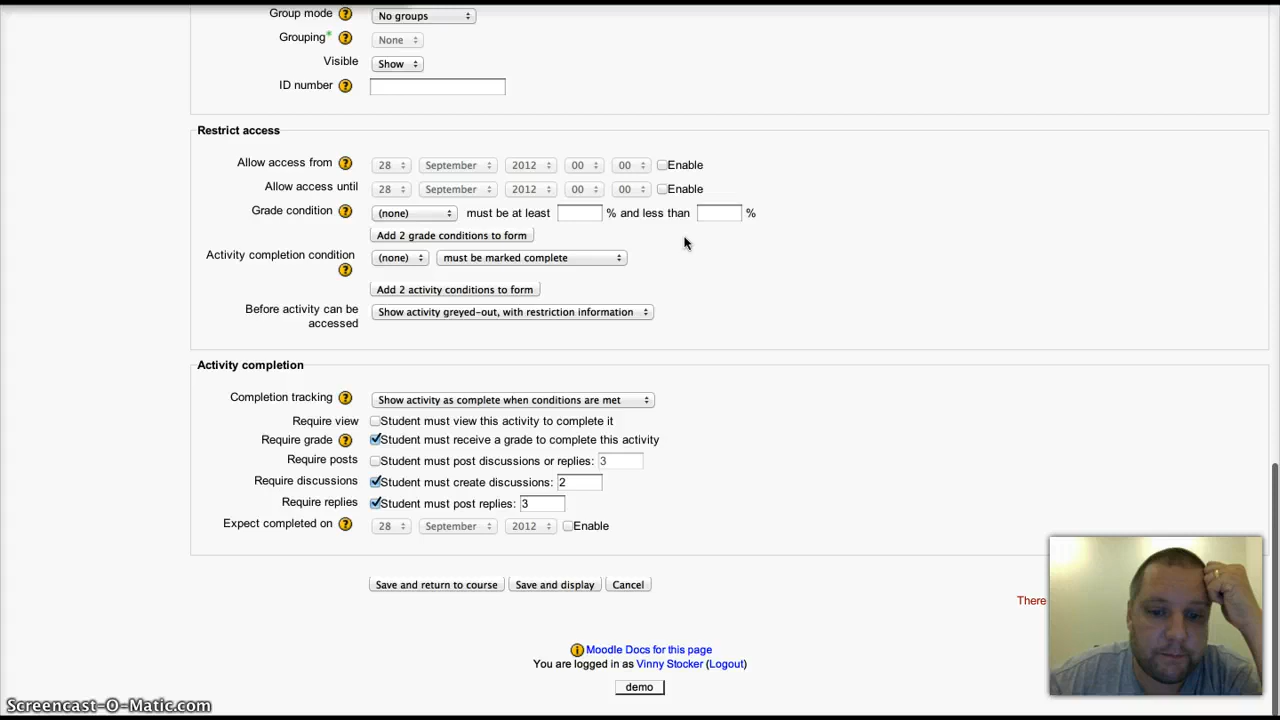 Group mode No groups
Grouping* None
Visible Show
ID number
Restrict access
Allow access from 28 September 2012 00 00 Enable
Allow access until 28 September 2012 00 00 Enable
Grade condition (none) must be at least % and less than %
Add 2 grade conditions to form
Activity completion condition (none) must be marked complete
Add 2 activity conditions to form
Before activity can be accessed Show activity greyed-out, with restriction information
Activity completion
Completion tracking Show activity as complete when conditions are met
Require view Student must view this activity to complete it
Require grade Student must receive a grade to complete this activity
Require posts Student must post discussions or replies: 3
Require discussions Student must create discussions: 2
Require replies Student must post replies: 3
Expect completed on 28 September 2012 Enable
Save and return to course Save and display Cancel
There
Moodle Docs for this page
You are logged in as Vinny Stocker (Logout)
demo
Screencast-O-Matic.com